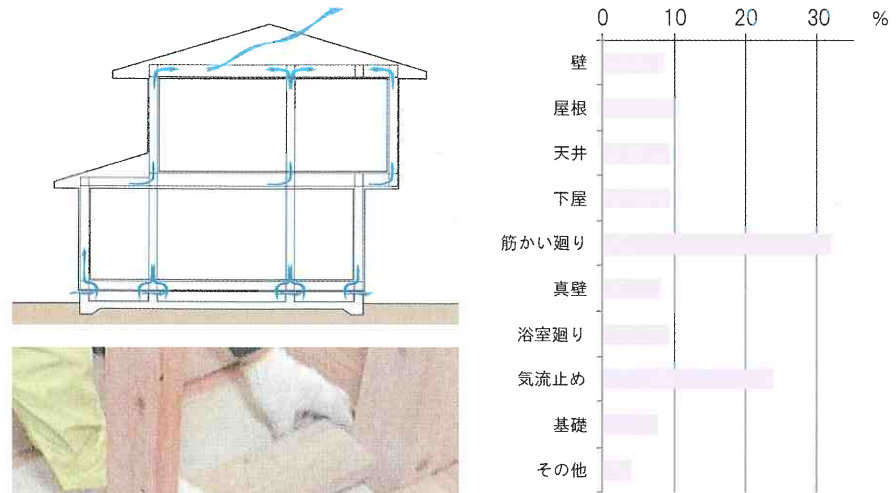 0 10 20 30 %
壁
屋根
天井
下屋
筋かい廻り
真壁
浴室廻り
気流止め
基礎
その他